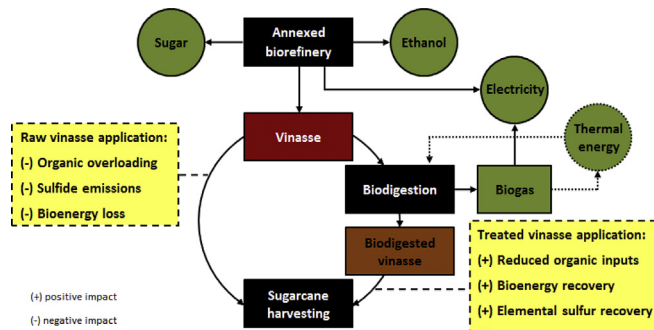 Sugar
Annexed
biorefinery
Ethanol
Electricity
Raw vinasse application:
(-) Organic overloading
(-) Sulfide emissions
(-) Bioenergy loss
Vinasse
Thermal
energy
Biodigestion
Biogas
Biodigested
vinasse
Treated vinasse application:
(+) Reduced organic inputs
(+) Bioenergy recovery
(+) Elemental sulfur recovery
Sugarcane
harvesting
(+) positive impact
(-) negative impact